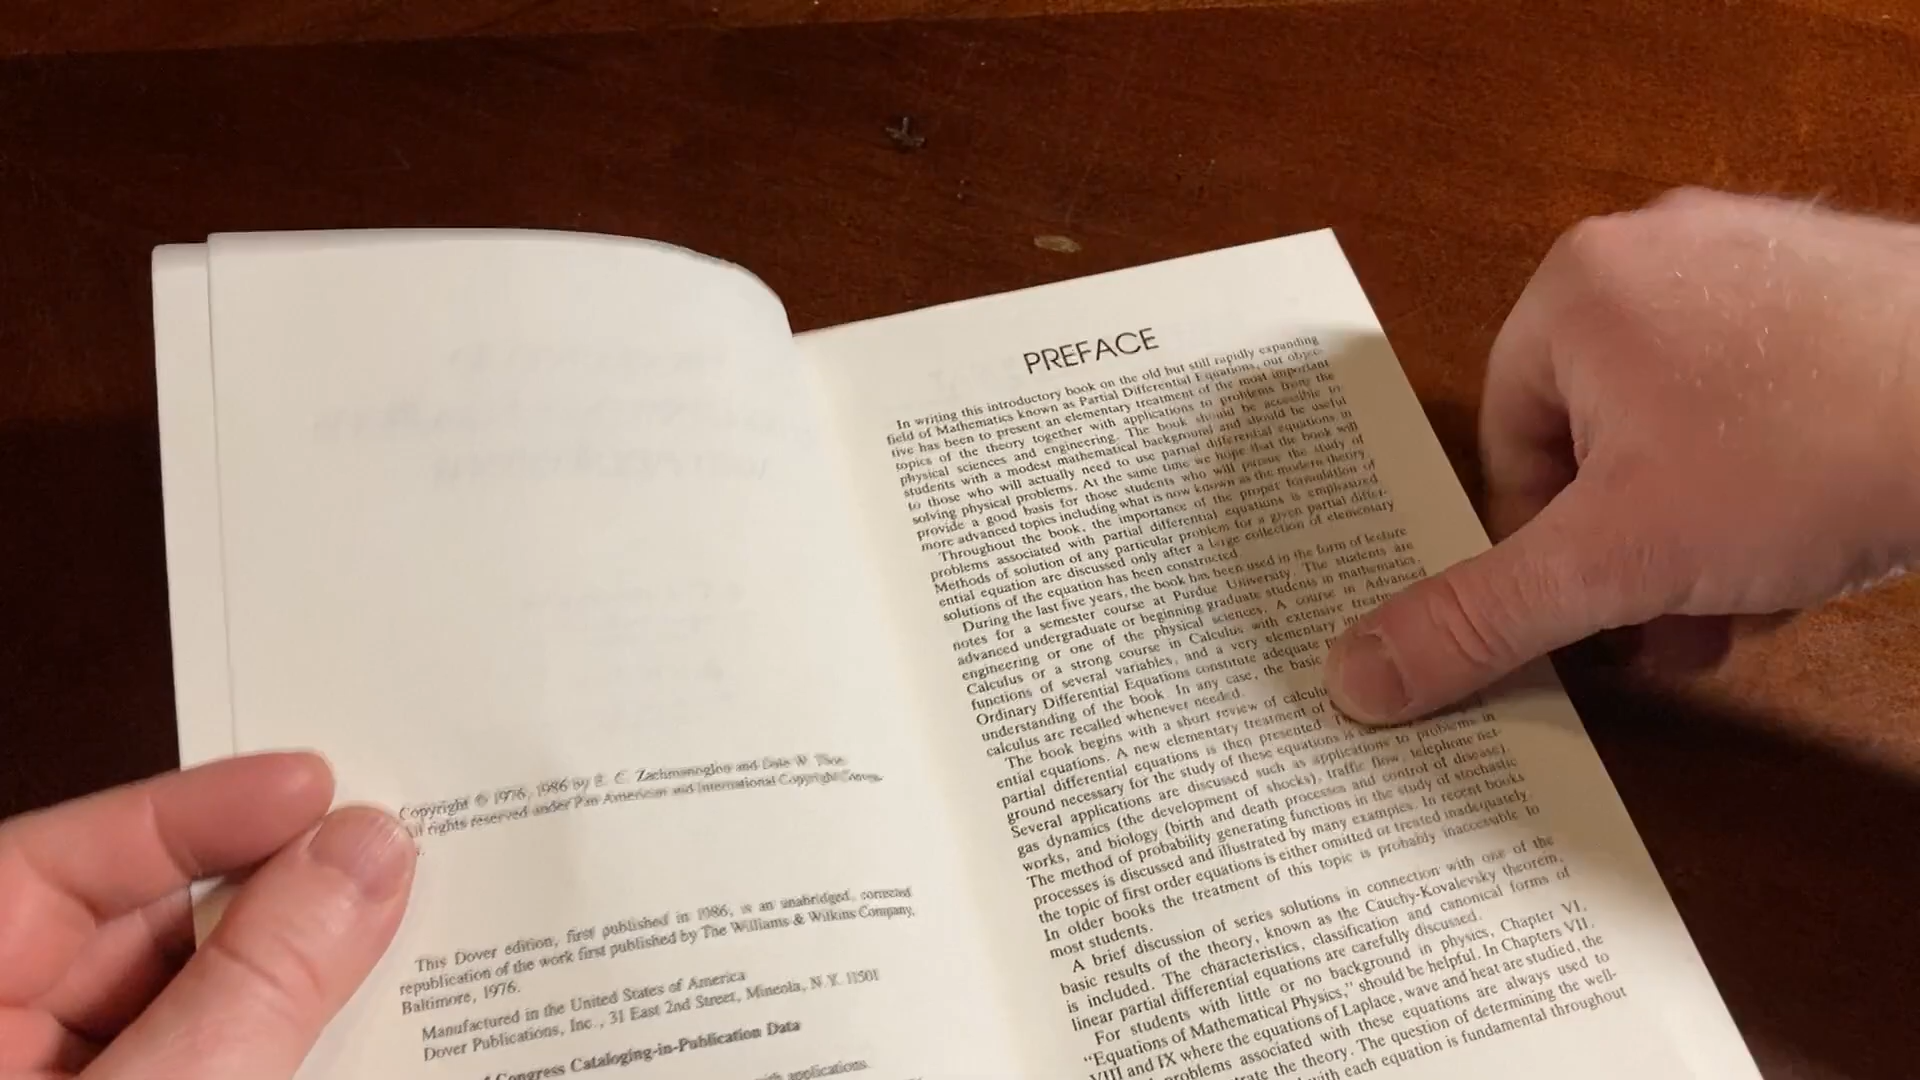 Copyright © 1976, 1986 by E. C. Zachmanoglou and Dale W. Thoe.
All rights reserved under Pan American and International Copyright
This Dover edition, first published in 1986, is an unabridged, corrected
republication of the work first published by The Williams & Wilkins Company,
Baltimore, 1976.
Manufactured in the United States of America
Dover Publications, Inc., 31 East 2nd Street, Mineola, N.Y. 11501
Congress Cataloging-in-Publication Data
applications.
PREFACE
In writing this introductory book on the old but still rapidly expanding
field of Mathematics known as Partial Differential Equations, our objec-
tive has been to present an elementary treatment of the most important
topics of the theory together with applications to problems from the
physical sciences and engineering. The book should be accessible to
students with a modest mathematical background and should be useful
to those who will actually need to use partial differential equations in
solving physical problems. At the same time we hope that the book will
provide a good basis for those students who will pursue the study of
more advanced topics including what is now known as the modern theory.
Throughout the book, the importance of the proper formulation of
problems associated with partial differential equations is emphasized.
Methods of solution of any particular problem for a given partial differ-
ential equation are discussed only after a large collection of elementary
solutions of the equation has been constructed.
During the last five years, the book has been used in the form of lecture
notes for a semester course at Purdue University. The students are
advanced undergraduate or beginning graduate students in mathematics,
engineering or one of the physical sciences. A course in Advanced
Calculus or a strong course in Calculus with extensive treatment
functions of several variables, and a very elementary
Ordinary Differential Equations constitute adequate
understanding of the book. In any case, the basic
calculus are recalled whenever needed.
The book begins with a short review of calculus
ential equations. A new elementary treatment of
partial differential equations is then presented.
ground necessary for the study of these equations is
Several applications are discussed such as applications to problems in
gas dynamics (the development of shocks), traffic flow, telephone net-
works, and biology (birth and death processes and control of disease).
The method of probability generating functions in the study of stochastic
processes is discussed and illustrated by many examples. In recent books
the topic of first order equations is either omitted or treated inadequately.
In older books the treatment of this topic is probably inaccessible to
most students.
A brief discussion of series solutions in connection with one of the
basic results of the theory, known as the Cauchy-Kovalevsky theorem,
is included. The characteristics, classification and canonical forms of
linear partial differential equations are carefully discussed.
For students with little or no background in physics, Chapter VI,
"Equations of Mathematical Physics," should be helpful. In Chapters VII,
VIII and IX where the equations of Laplace, wave and heat are studied, the
problems associated with these equations are always used to
the theory. The question of determining the well-
with each equation is fundamental throughout